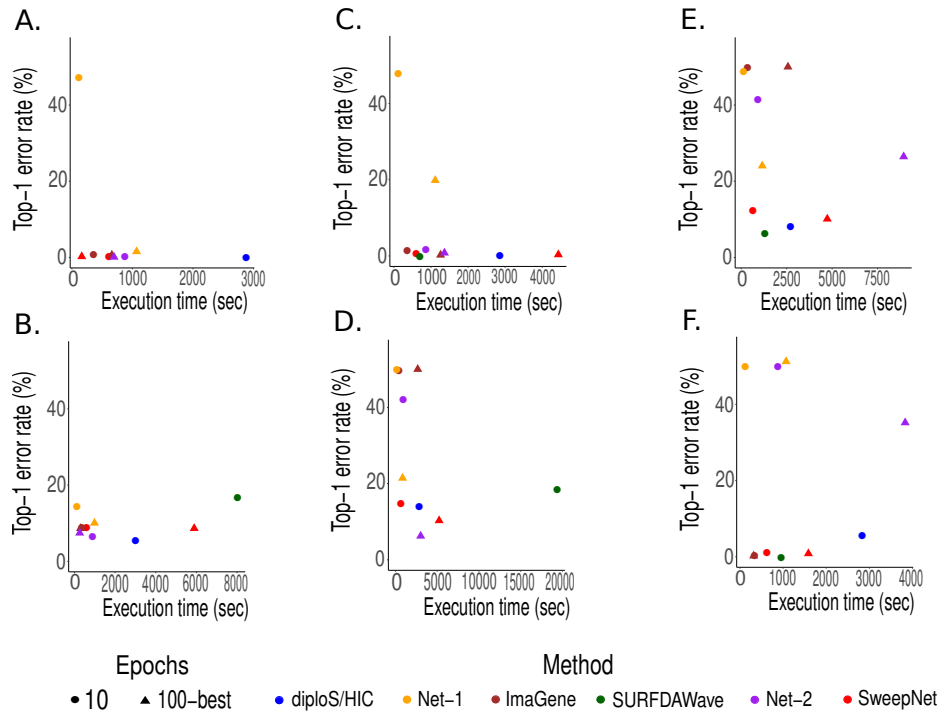 A.
C.
E.
Top-1 error rate (%)
40
20
0
0
1000
2000
3000
Execution time (sec)
Top-1 error rate (%)
40
20
0
0
1000
2000
3000
4000
Execution time (sec)
Top-1 error rate (%)
40
20
0
0
2500
5000
7500
Execution time (sec)
B.
D.
F.
Top-1 error rate (%)
40
20
0
0
2000
4000
6000
8000
Execution time (sec)
Top-1 error rate (%)
40
20
0
0
5000
10000
15000
20000
Execution time (sec)
Top-1 error rate (%)
40
20
0
0
1000
2000
3000
4000
Execution time (sec)
Epochs
Method
10 100-best diploS/HIC Net-1 ImaGene SURFDAWave Net-2 SweepNet